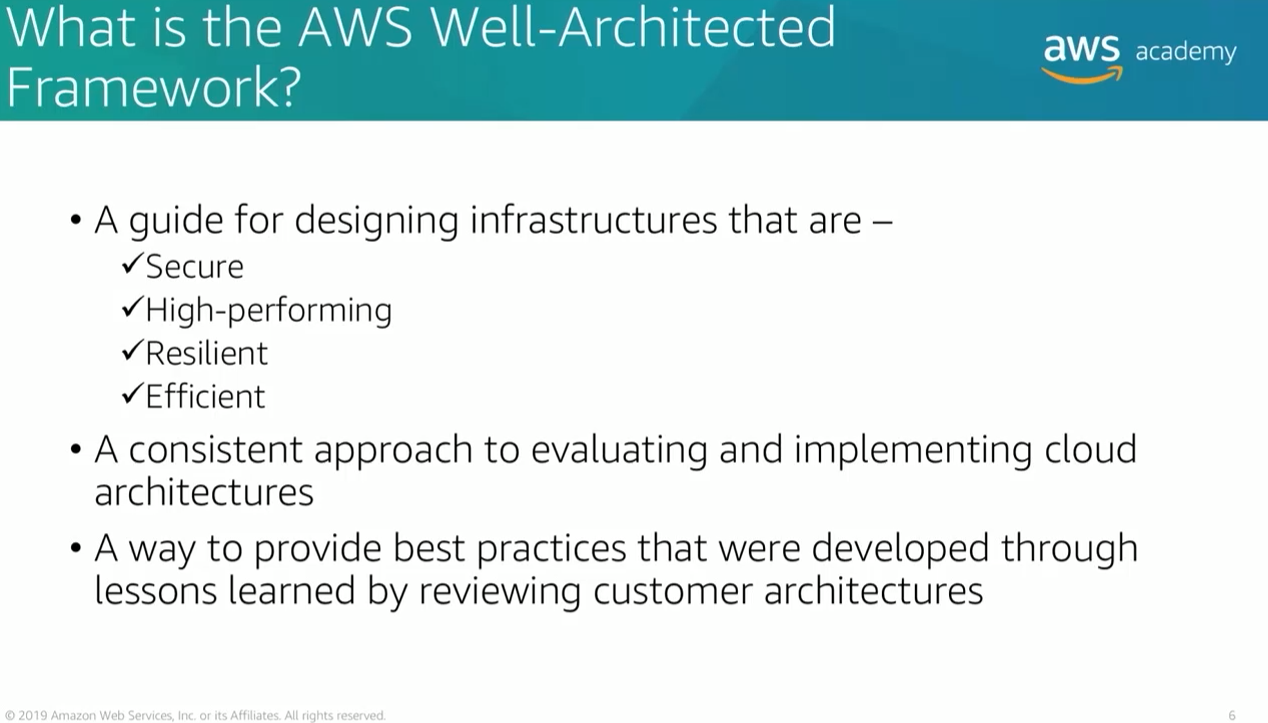 What is the AWS Well-Architected
Framework?
aws academy
• A guide for designing infrastructures that are –
✓Secure
✓High-performing
✓Resilient
✓Efficient
• A consistent approach to evaluating and implementing cloud
architectures
• A way to provide best practices that were developed through
lessons learned by reviewing customer architectures
© 2019 Amazon Web Services, Inc. or its Affiliates. All rights reserved.
6